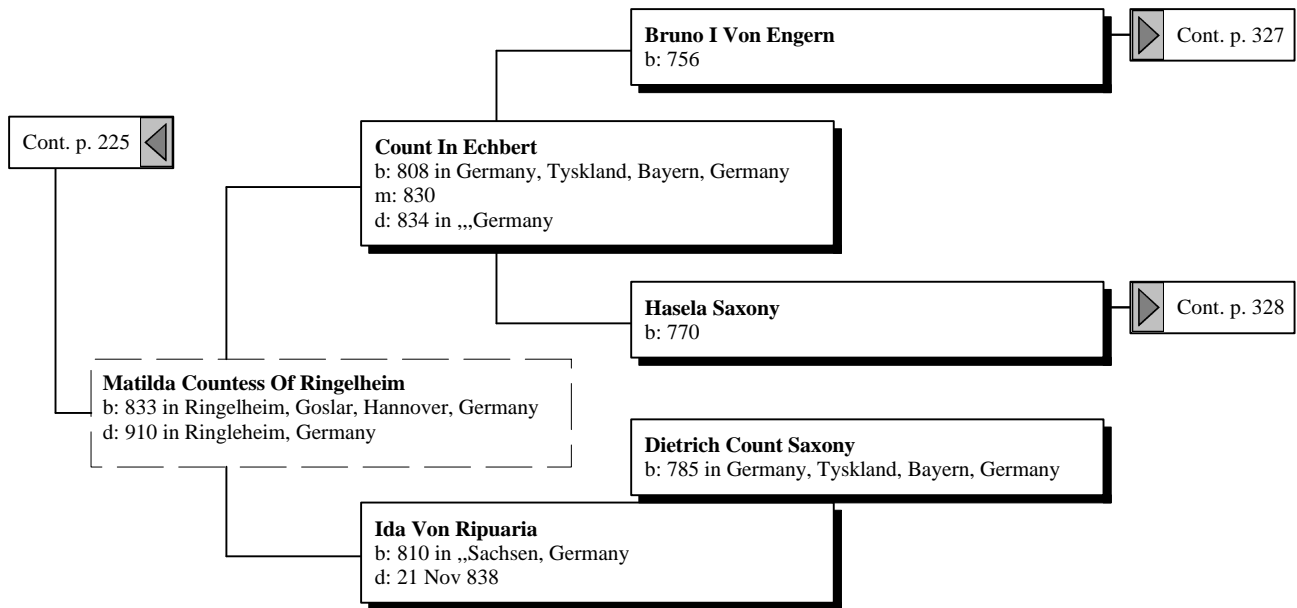 Bruno I Von Engern
b: 756
Cont. p. 327
Cont. p. 225
Count In Echbert
b: 808 in Germany, Tyskland, Bayern, Germany
m: 830
d: 834 in ,,,Germany
Hasela Saxony
b: 770
Cont. p. 328
Matilda Countess Of Ringelheim
b: 833 in Ringelheim, Goslar, Hannover, Germany
d: 910 in Ringleheim, Germany
Dietrich Count Saxony
b: 785 in Germany, Tyskland, Bayern, Germany
Ida Von Ripuaria
b: 810 in ,,Sachsen, Germany
d: 21 Nov 838